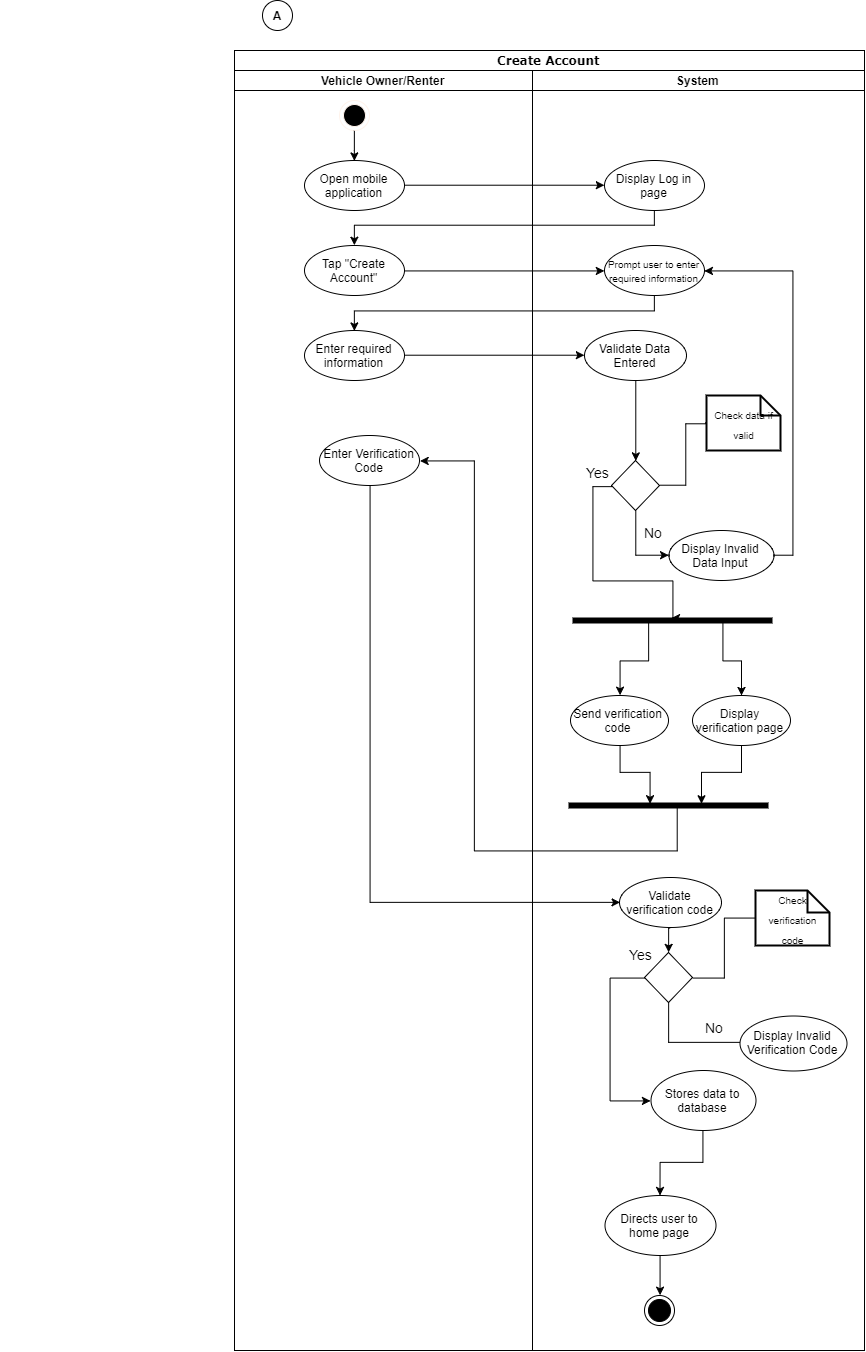 A
Create Account
Vehicle Owner/Renter
System
Open mobile
application
Display Log in
page
Tap "Create
Account"
Prompt user to enter
required information
Enter required
information
Validate Data
Entered
Check data if
valid
Enter Verification
Code
Yes
No
Display Invalid
Data Input
Send verification
code
Display
verification page
Validate
verification code
Check
verification
code
Yes
No
Display Invalid
Verification Code
Stores data to
database
Directs user to
home page